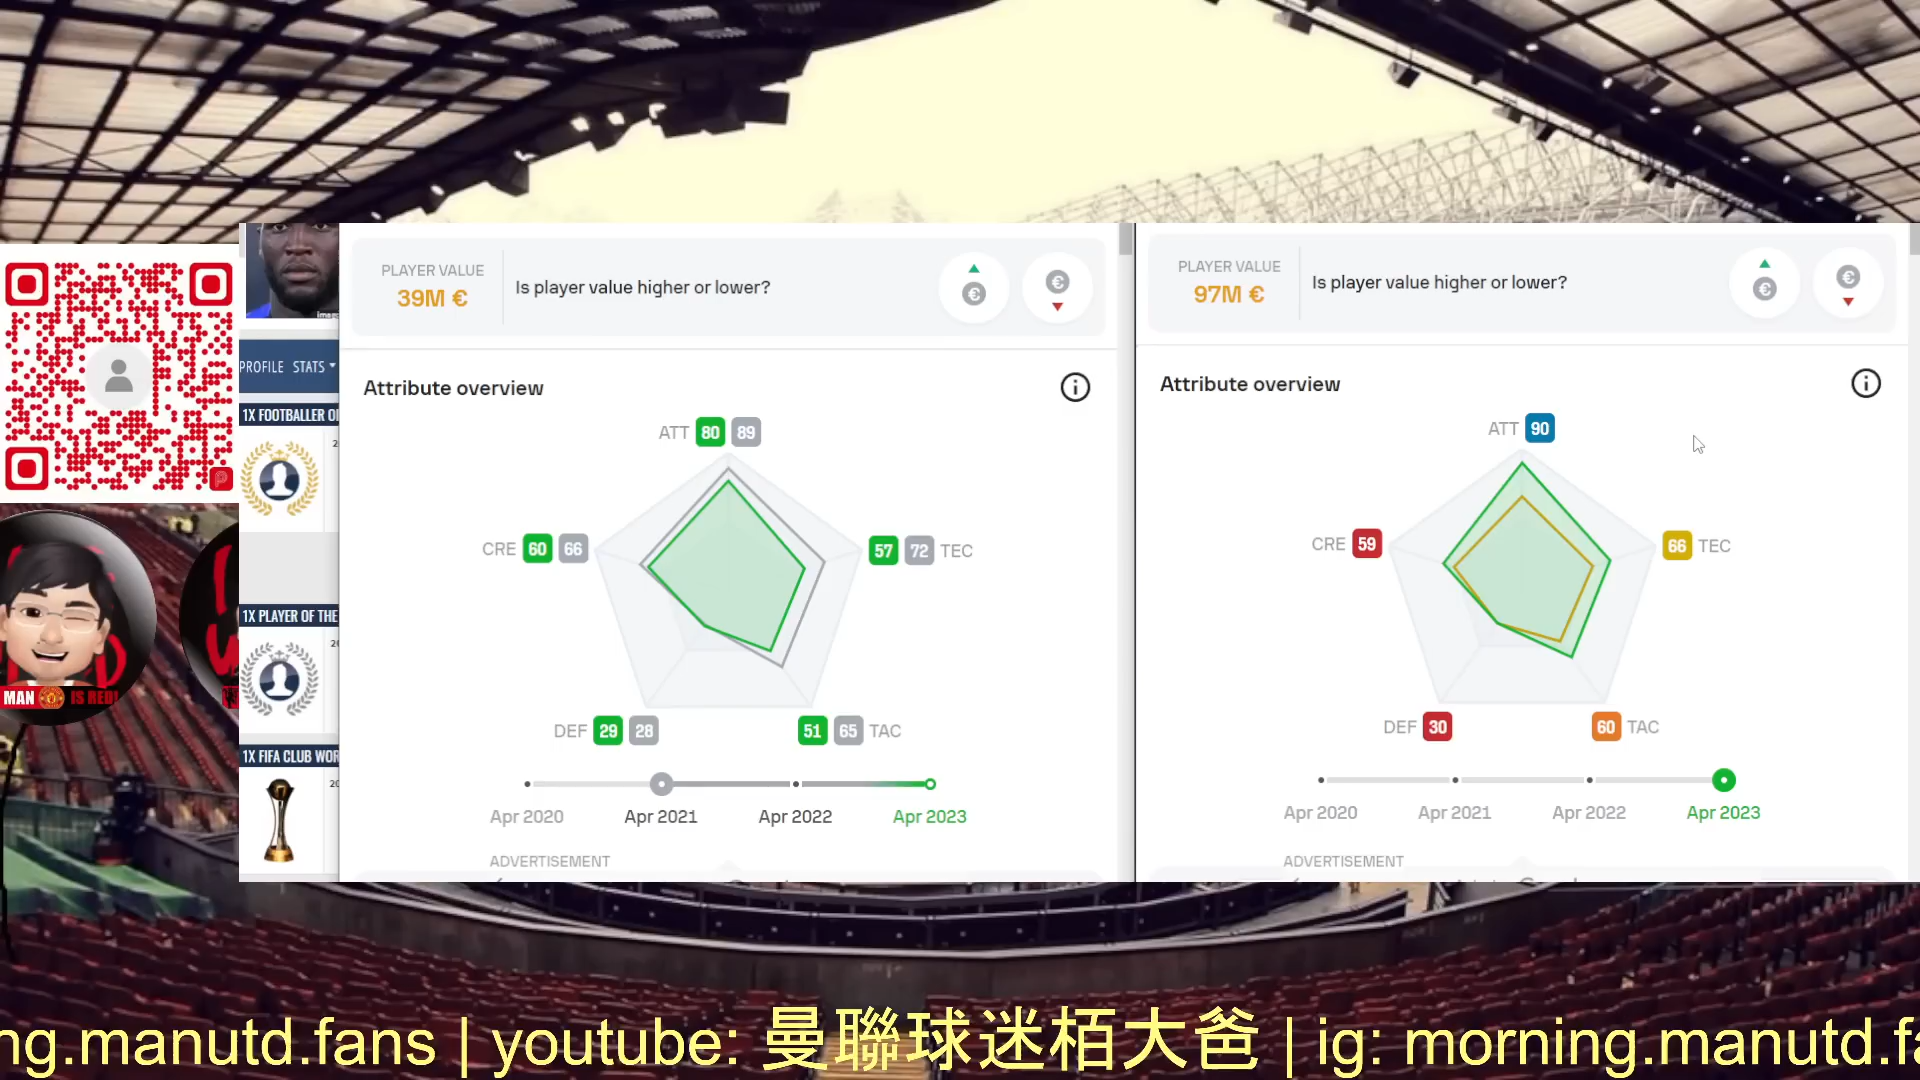 PROFILE STATS
1X FOOTBALLER O
1X PLAYER OF THE
1X FIFA CLUB WOR
MAN IS RED!
PLAYER VALUE
39M €
Is player value higher or lower?
Attribute overview
ATT 80 89
CRE 60 66
57 72 TEC
DEF 29 28
51 65 TAC
Apr 2020 Apr 2021 Apr 2022 Apr 2023
ADVERTISEMENT
PLAYER VALUE
97M €
Is player value higher or lower?
Attribute overview
ATT 90
CRE 59
66 TEC
DEF 30
60 TAC
Apr 2020 Apr 2021 Apr 2022 Apr 2023
ADVERTISEMENT
ng.manutd.fans | youtube: 曼聯球迷栢大爸 | ig: morning.manutd.fa